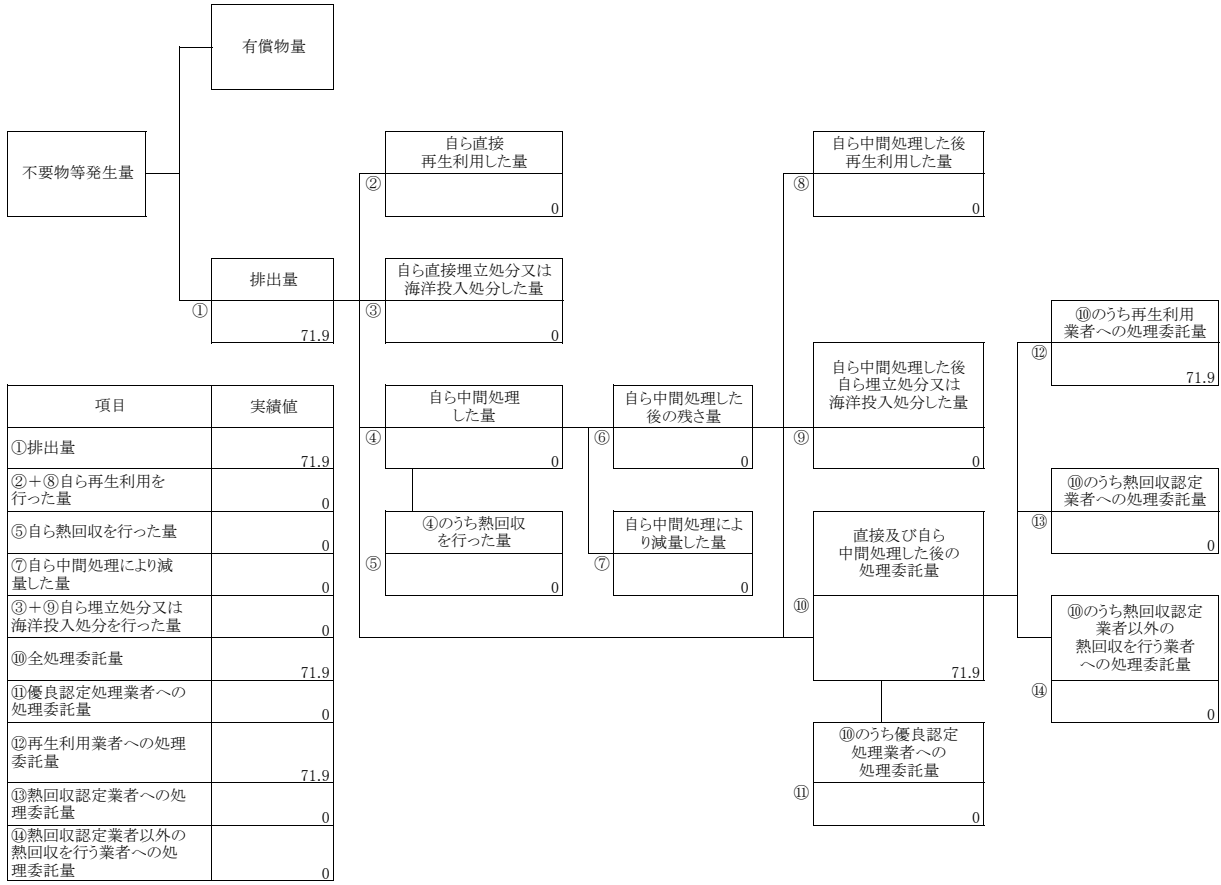 有償物量
不要物等発生量
自ら直接
再生利用した量
②
0
自ら中間処理した後
再生利用した量
⑧
0
排出量
①
71.9
自ら直接埋立処分又は
海洋投入処分した量
③
0
⑩のうち再生利用
業者への処理委託量
⑫
71.9
自ら中間処理
した量
④
0
自ら中間処理した
後の残さ量
⑥
0
自ら中間処理した後
自ら埋立処分又は
海洋投入処分した量
⑨
0
⑩のうち熱回収認定
業者への処理委託量
⑬
0
④のうち熱回収
を行った量
⑤
0
自ら中間処理によ
り減量した量
⑦
0
直接及び自ら
中間処理した後の
処理委託量
⑩
71.9
⑩のうち熱回収認定
業者以外の
熱回収を行う業者
への処理委託量
⑭
0
⑩のうち優良認定
処理業者への
処理委託量
⑪
0
項目 実績値
①排出量
71.9
②+⑧自ら再生利用を
行った量
0
⑤自ら熱回収を行った量
0
⑦自ら中間処理により減
量した量
0
③+⑨自ら埋立処分又は
海洋投入処分を行った量
0
⑩全処理委託量
71.9
⑪優良認定処理業者への
処理委託量
0
⑫再生利用業者への処理
委託量
71.9
⑬熱回収認定業者への処
理委託量
0
⑭熱回収認定業者以外の
熱回収を行う業者への処
理委託量
0